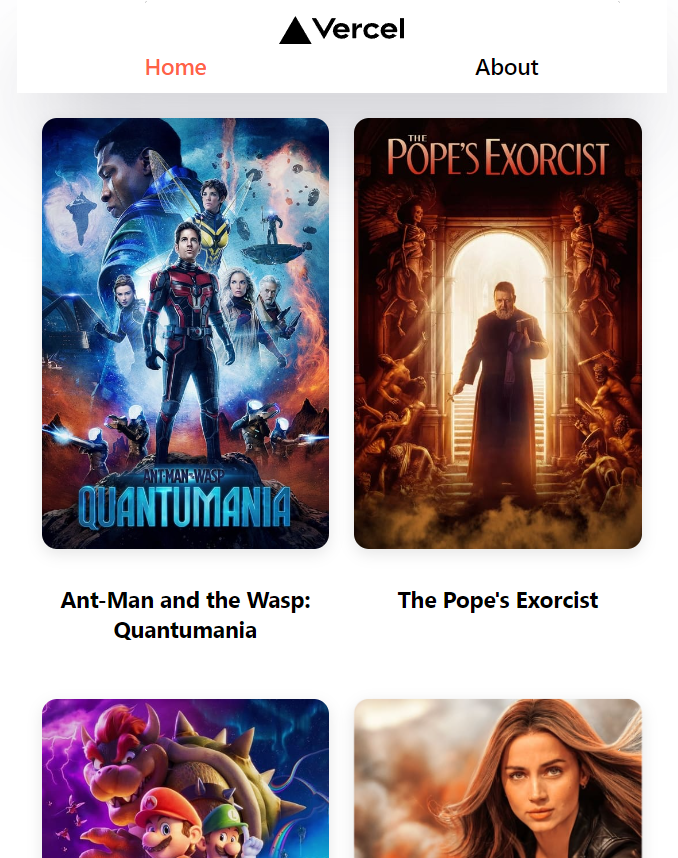 Vercel
Home
About
THE
POPE'S EXORCIST
ANT-MAN AND THE WASP
QUANTUMANIA
Ant-Man and the Wasp:
Quantumania
The Pope's Exorcist